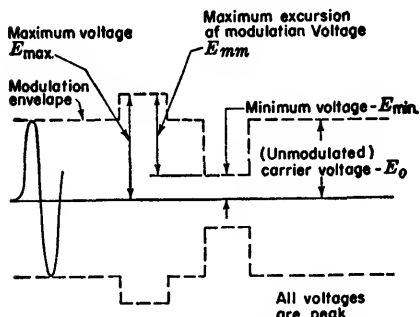 Maximum voltage
Emax.
Maximum excursion
of modulation Voltage
Emm
Modulation
envelope
Minimum voltage - Emin.
(Unmodulated)
carrier voltage - Eo
All voltages
are peak